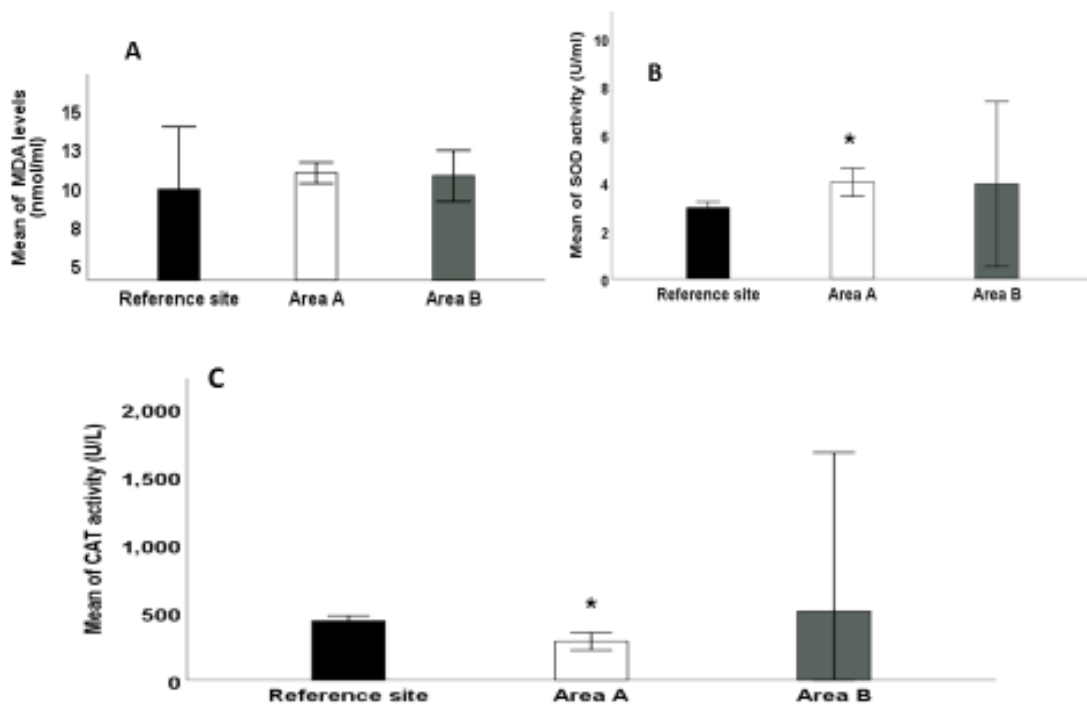 A
Mean of MDA levels
(nmol/ml)
15
13
10
8
5
Reference site Area A Area B
B
Mean of SOD activity (U/ml)
10
8
6
4
2
0
*
Reference site Area A Area B
C
Mean of CAT activity (U/L)
2,000
1,500
1,000
500
0
*
Reference site Area A Area B